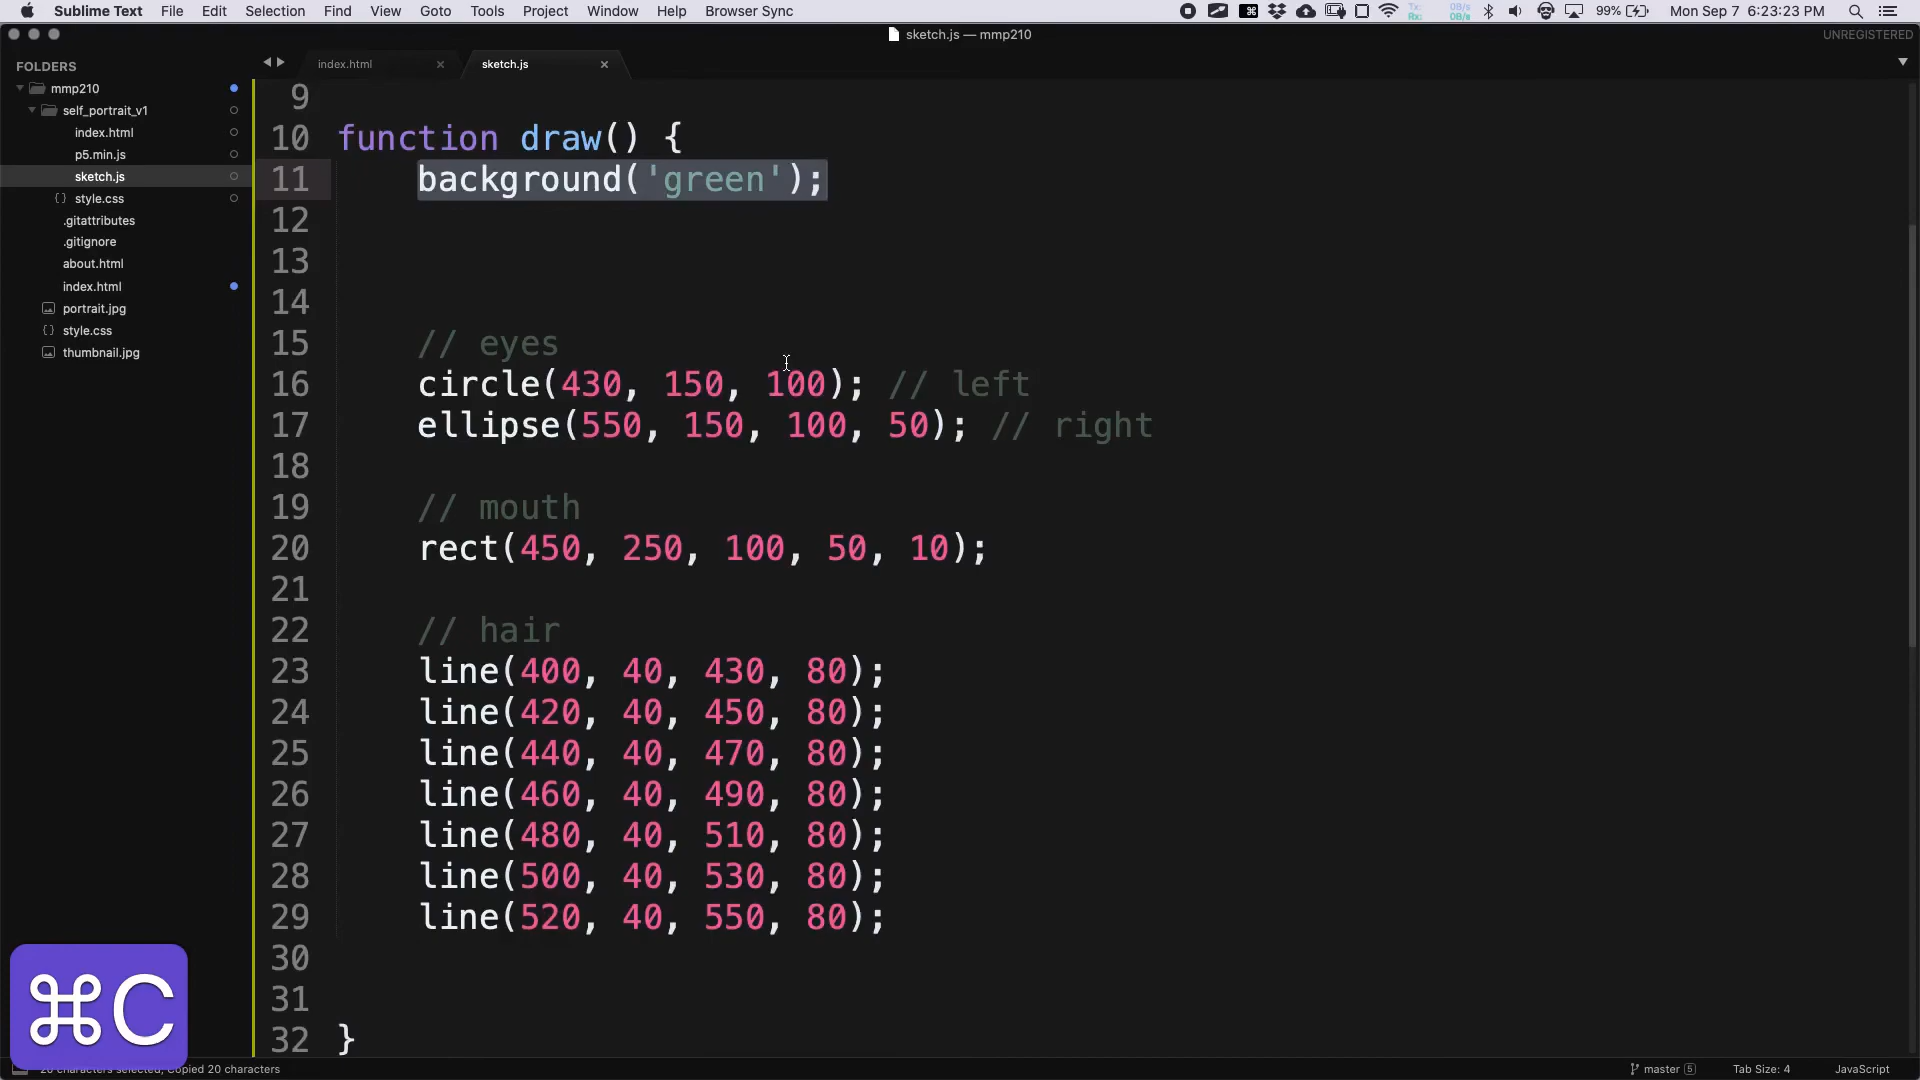 Sublime Text File Edit Selection Find View Goto Tools Project Window Help Browser Sync 99% Mon Sep 7 6:23:23 PM
sketch.js — mmp210 UNREGISTERED
FOLDERS
mmp210
self_portrait_v1
index.html
p5.min.js
sketch.js
{} style.css
.gitattributes
.gitignore
about.html
index.html
portrait.jpg
{} style.css
thumbnail.jpg
index.html × sketch.js ×
9
10 function draw() {
11 background('green');
12
13
14
15 // eyes
16 circle(430, 150, 100); // left
17 ellipse(550, 150, 100, 50); // right
18
19 // mouth
20 rect(450, 250, 100, 50, 10);
21
22 // hair
23 line(400, 40, 430, 80);
24 line(420, 40, 450, 80);
25 line(440, 40, 470, 80);
26 line(460, 40, 490, 80);
27 line(480, 40, 510, 80);
28 line(500, 40, 530, 80);
29 line(520, 40, 550, 80);
30
31
32 }
⌘C
20 characters selected, Copied 20 characters master 5 Tab Size: 4 JavaScript